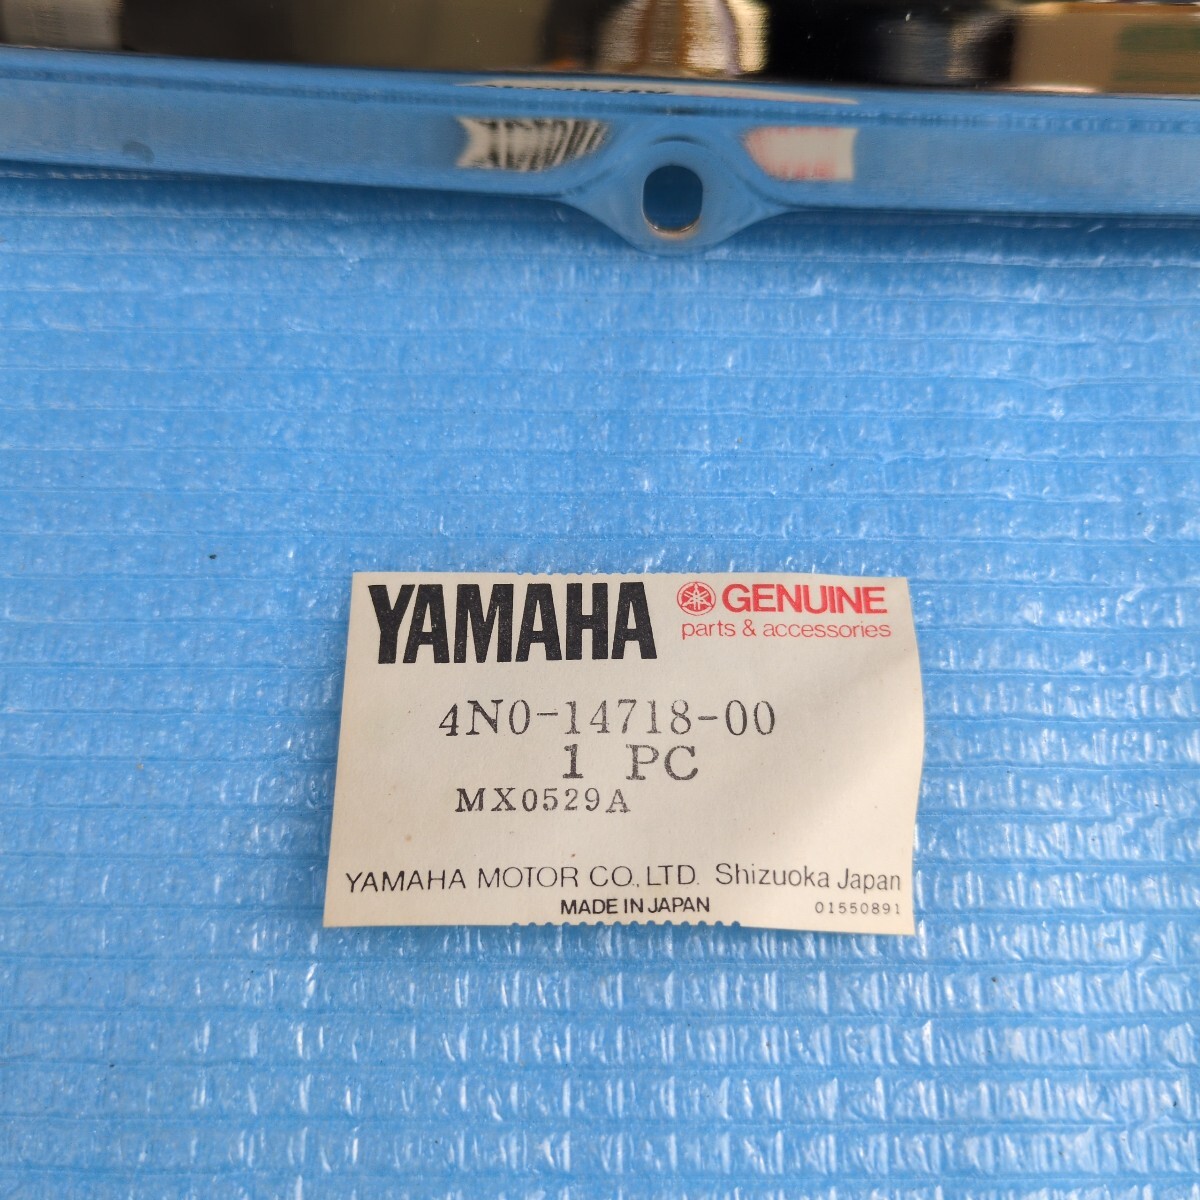 YAMAHA GENUINE
parts & accessories
4N0-14718-00
1 PC
MX0529A
YAMAHA MOTOR CO., LTD. Shizuoka Japan
MADE IN JAPAN 01550891